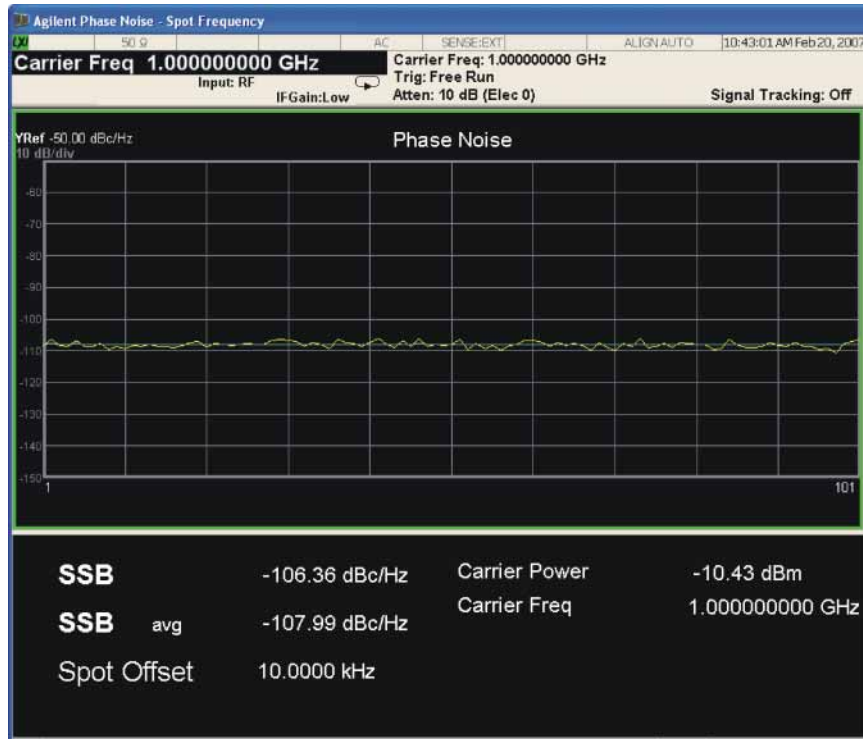 Agilent Phase Noise - Spot Frequency
LXI 50 Ω AC SENSE:EXT ALIGN AUTO 10:43:01 AM Feb 20, 2007
Carrier Freq 1.000000000 GHz
Input: RF
IFGain:Low
Carrier Freq: 1.000000000 GHz
Trig: Free Run
Atten: 10 dB (Elec 0)
Signal Tracking: Off
YRef -50.00 dBc/Hz
10 dB/div
Phase Noise
-60
-70
-80
-90
-100
-110
-120
-130
-140
-150
1 101
SSB -106.36 dBc/Hz
SSB avg -107.99 dBc/Hz
Spot Offset 10.0000 kHz
Carrier Power -10.43 dBm
Carrier Freq 1.000000000 GHz